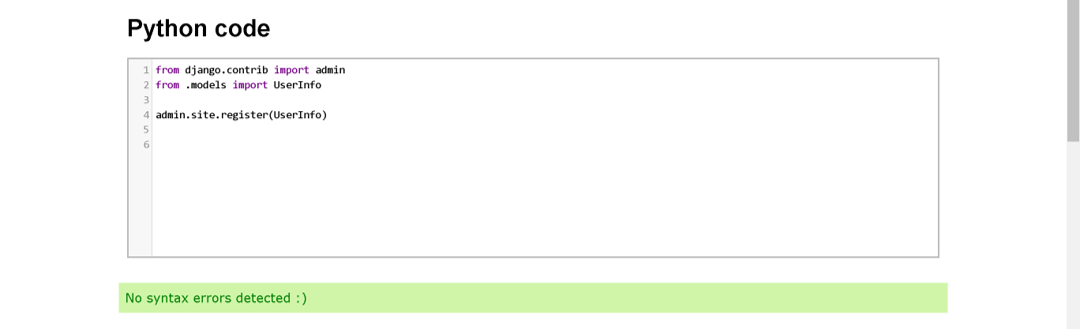 Python code
1 from django.contrib import admin
2 from .models import UserInfo
3
4 admin.site.register(UserInfo)
5
6
No syntax errors detected :)